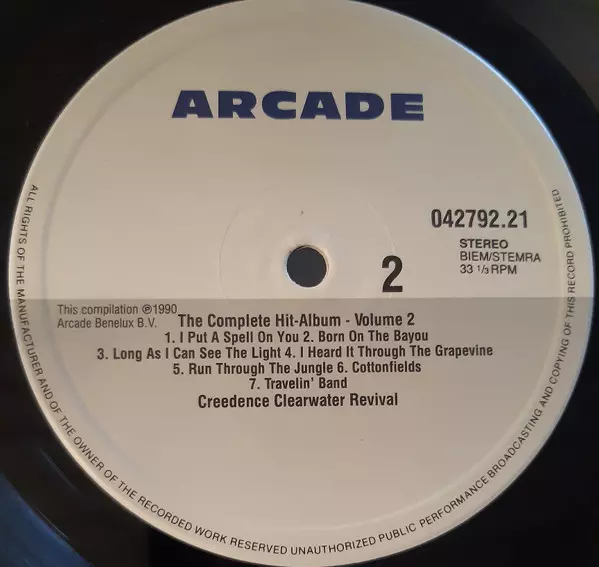 ARCADE
042792.21
STEREO
BIEM/STEMRA
33 1/3 RPM
2
This compilation ℗1990
Arcade Benelux B.V.
The Complete Hit-Album - Volume 2
1. I Put A Spell On You 2. Born On The Bayou
3. Long As I Can See The Light 4. I Heard It Through The Grapevine
5. Run Through The Jungle 6. Cottonfields
7. Travelin' Band
Creedence Clearwater Revival
ALL RIGHTS OF THE MANUFACTURER AND OF THE OWNER OF THE RECORDED WORK RESERVED UNAUTHORIZED PUBLIC PERFORMANCE BROADCASTING AND COPYING OF THIS RECORD PROHIBITED